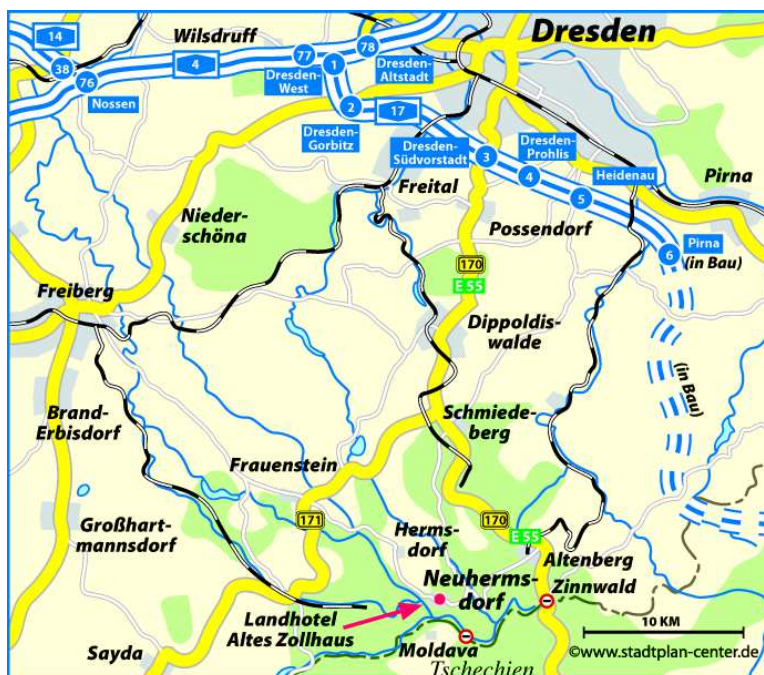 14
Wilsdruff
Dresden
38
76
4
77
1
78
Nossen
Dresden-
West
Dresden-
Altstadt
2
17
Dresden-
Gorbitz
Dresden-
Südvorstadt
3
Dresden-
Prohlis
4
Heidenau
5
Pirna
Freital
Nieder-
schöna
Possendorf
Pirna
6
(in Bau)
170
E 55
Freiberg
Dippoldis-
walde
(in Bau)
Brand-
Erbisdorf
Schmiede-
berg
Frauenstein
171
170
Großhart-
mannsdorf
Herms-
dorf
E 55
Altenberg
Zinnwald
Neuherms-
dorf
Landhotel
Altes Zollhaus
10 KM
Sayda
Moldava
Tschechien
©www.stadtplan-center.de